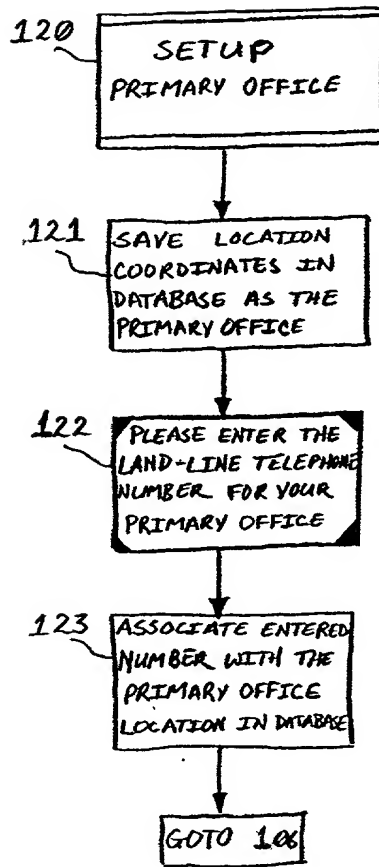 120
SETUP
PRIMARY OFFICE
121
SAVE LOCATION
COORDINATES IN
DATABASE AS THE
PRIMARY OFFICE
122
PLEASE ENTER THE
LAND-LINE TELEPHONE
NUMBER FOR YOUR
PRIMARY OFFICE
123
ASSOCIATE ENTERED
NUMBER WITH THE
PRIMARY OFFICE
LOCATION IN DATABASE
GOTO 106